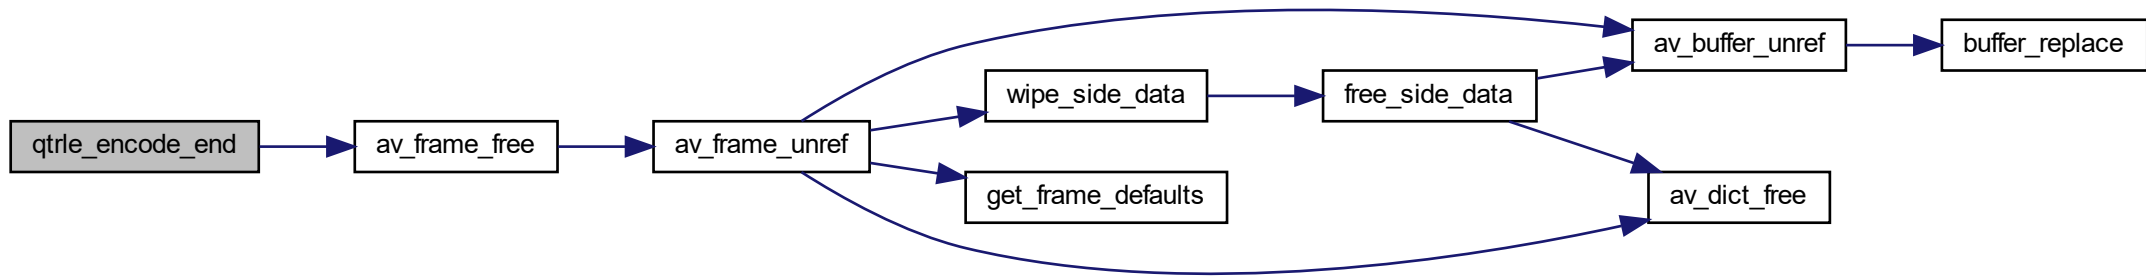 qtrle_encode_end
av_frame_free
av_frame_unref
wipe_side_data
get_frame_defaults
free_side_data
av_buffer_unref
av_dict_free
buffer_replace